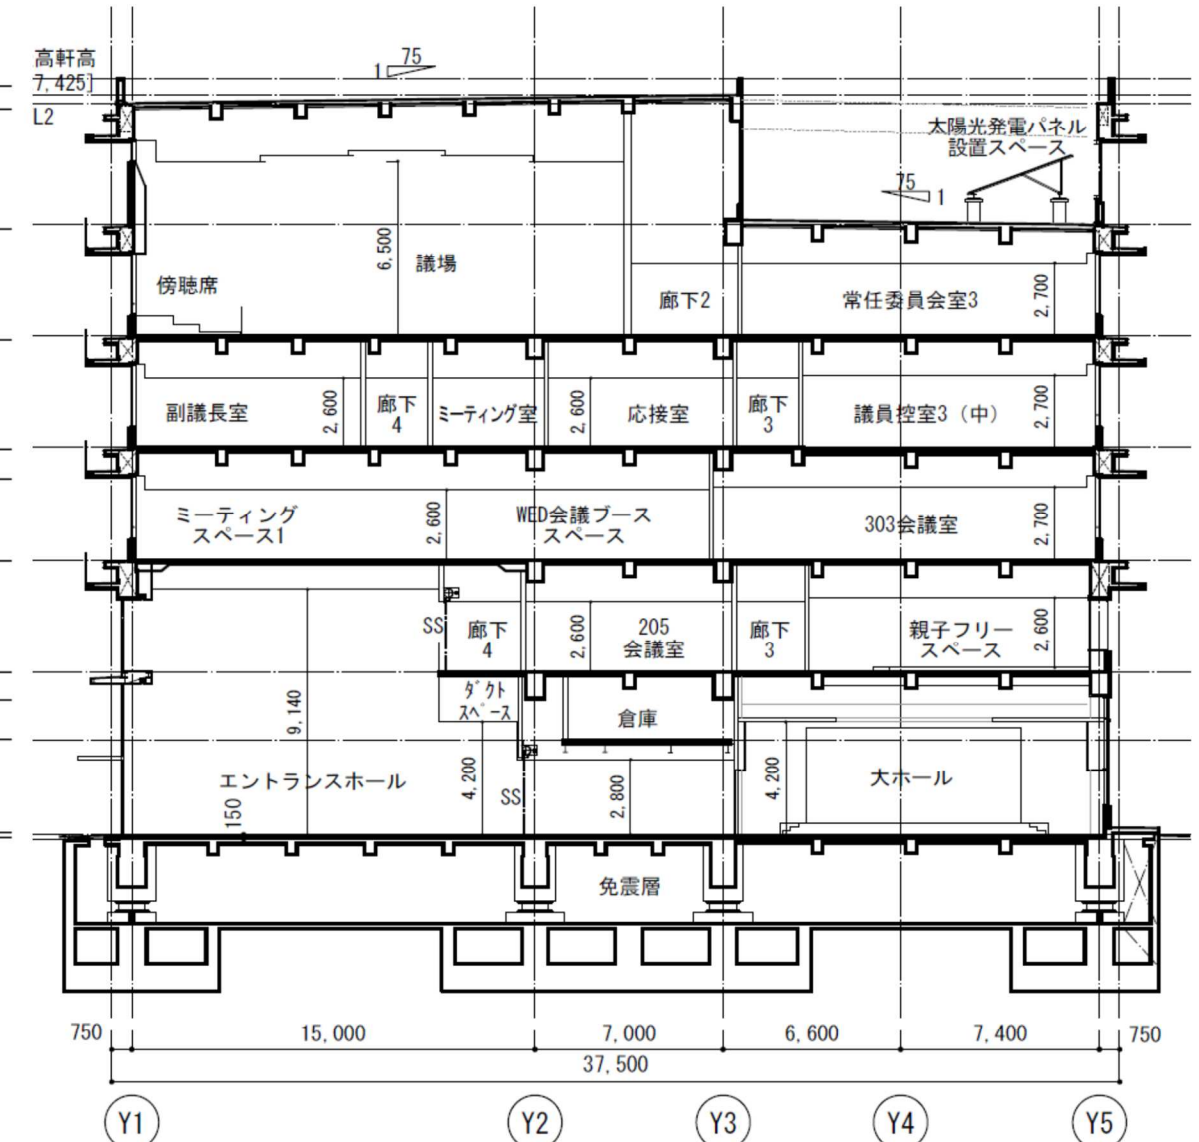 高軒高
7,425]
L2
75
1
太陽光発電パネル
設置スペース
75
1
傍聴席
6,500
議場
廊下2
常任委員会室3
2,700
副議長室
2,600
廊下
4
ミーティング室
2,600
応接室
廊下
3
議員控室3(中)
2,700
ミーティング
スペース1
2,600
WED会議ブース
スペース
303会議室
2,700
SS
廊下
4
2,600
205
会議室
廊下
3
親子フリー
スペース
2,600
9,140
ダクト
スペース
倉庫
エントランスホール
150
4,200
SS
2,800
4,200
大ホール
免震層
750
15,000
7,000
6,600
7,400
750
37,500
Y1
Y2
Y3
Y4
Y5